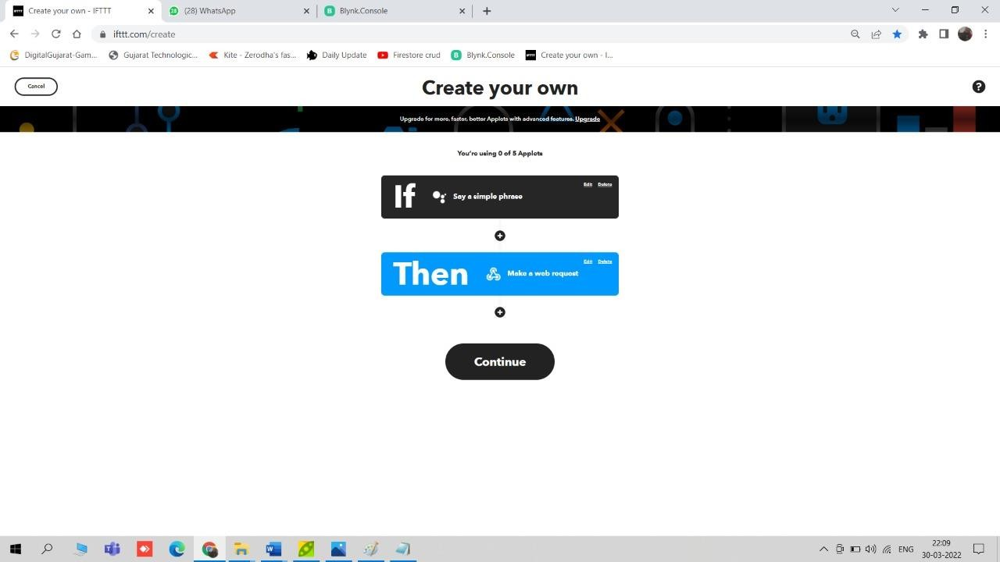 Create your own - IFTTT
(28) WhatsApp
Blynk.Console
ifttt.com/create
DigitalGujarat-Gam...
Gujarat Technologic...
Kite - Zerodha's fas...
Daily Update
Firestore crud
Blynk.Console
Create your own - I...
Cancel
Create your own
?
Upgrade for more, faster, better Applets with advanced features. Upgrade
You're using 0 of 5 Applets
If
Say a simple phrase
Edit Delete
Then
Make a web request
Edit Delete
Continue
ENG
22:09
30-03-2022